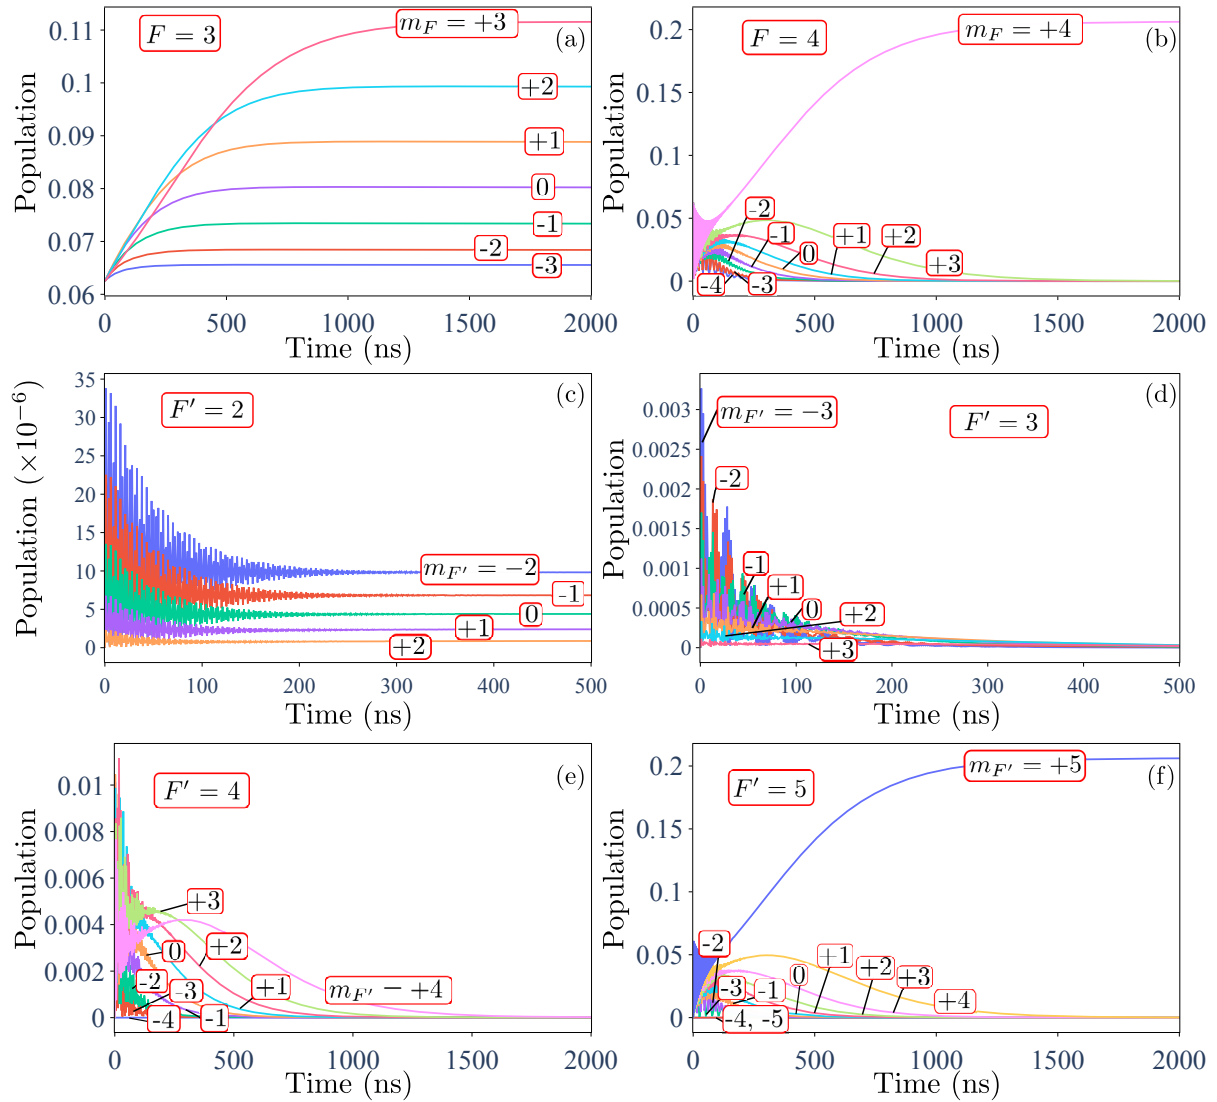 F = 3
m_F = +3
(a)
+2
+1
0
-1
-2
-3
0.11
0.1
0.09
0.08
0.07
0.06
Population
0 500 1000 1500 2000
Time (ns)
F = 4
m_F = +4
(b)
-2
-1
0
+1
+2
+3
-4
-3
0.2
0.15
0.1
0.05
0
Population
0 500 1000 1500 2000
Time (ns)
F′ = 2
(c)
m_F′ = −2
-1
0
+1
+2
35
30
25
20
15
10
5
0
Population (×10⁻⁶)
0 100 200 300 400 500
Time (ns)
m_F′ = −3
F′ = 3
(d)
-2
-1
+1
0
+2
+3
0.003
0.0025
0.002
0.0015
0.001
0.0005
0
Population
0 100 200 300 400 500
Time (ns)
F′ = 4
(e)
+3
0
+2
-2
-3
+1
m_F′ = +4
-4
-1
0.01
0.008
0.006
0.004
0.002
0
Population
0 500 1000 1500 2000
Time (ns)
F′ = 5
m_F′ = +5
(f)
-2
-3
-1
0
+1
+2
+3
+4
-4, -5
0.2
0.15
0.1
0.05
0
Population
0 500 1000 1500 2000
Time (ns)